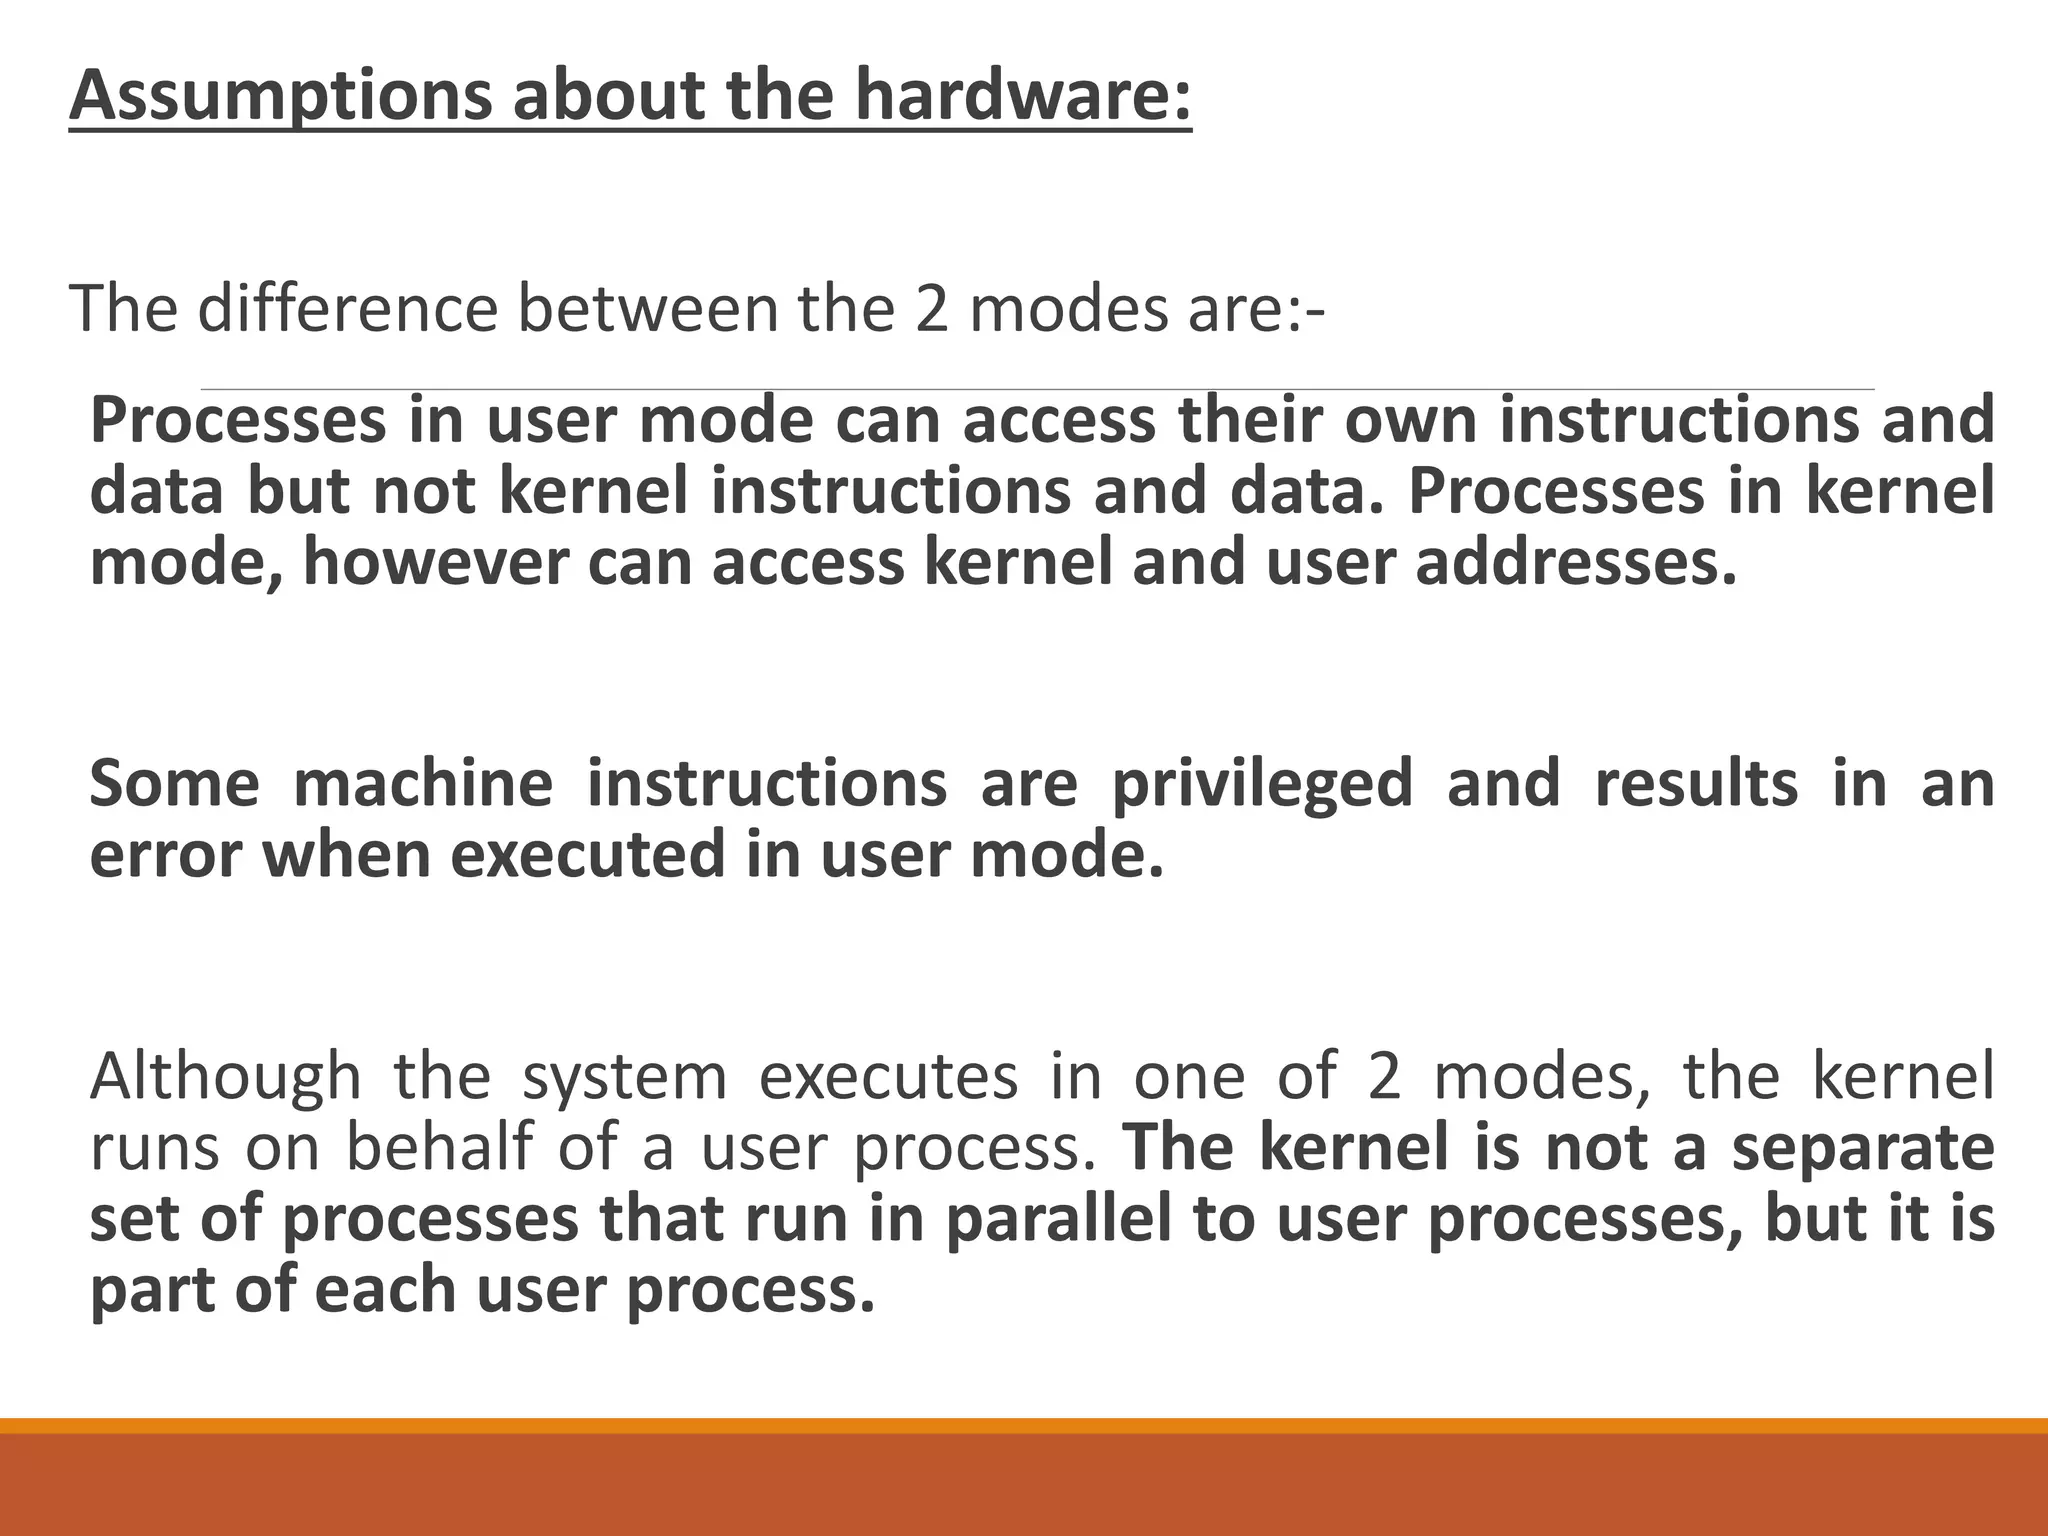 Assumptions about the hardware:
The difference between the 2 modes are:-
Processes in user mode can access their own instructions and
data but not kernel instructions and data. Processes in kernel
mode, however can access kernel and user addresses.
Some machine instructions are privileged and results in an
error when executed in user mode.
Although the system executes in one of 2 modes, the kernel
runs on behalf of a user process. The kernel is not a separate
set of processes that run in parallel to user processes, but it is
part of each user process.